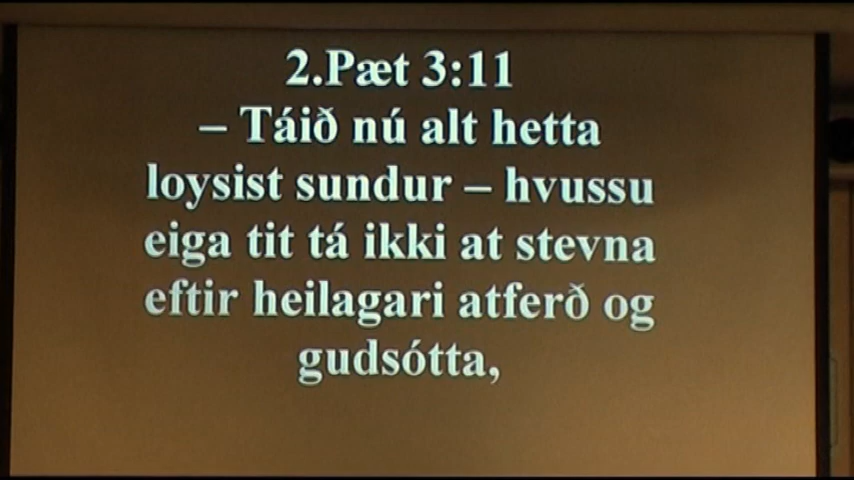 2.Pæt 3:11
– Táið nú alt hetta
loysist sundur – hvussu
eiga tit tá ikki at stevna
eftir heilagari atferð og
gudsótta,